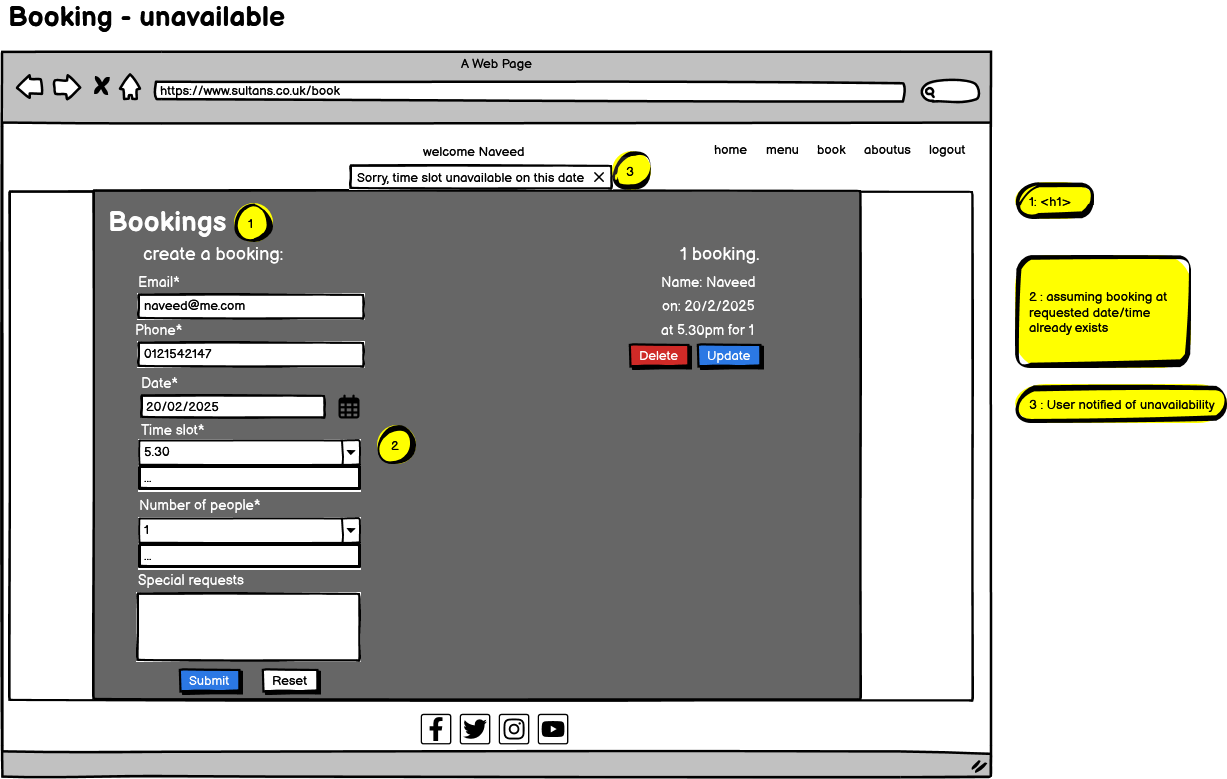 Booking - unavailable
A Web Page
https://www.sultans.co.uk/book
welcome Naveed
home menu book aboutus logout
Sorry, time slot unavailable on this date
3
Bookings
1
create a booking:
Email*
naveed@me.com
Phone*
0121542147
Date*
20/02/2025
Time slot*
5.30
...
2
Number of people*
1
...
Special requests
Submit
Reset
1 booking.
Name: Naveed
on: 20/2/2025
at 5.30pm for 1
Delete
Update
1: <h1>
2 : assuming booking at
requested date/time
already exists
3 : User notified of unavailability